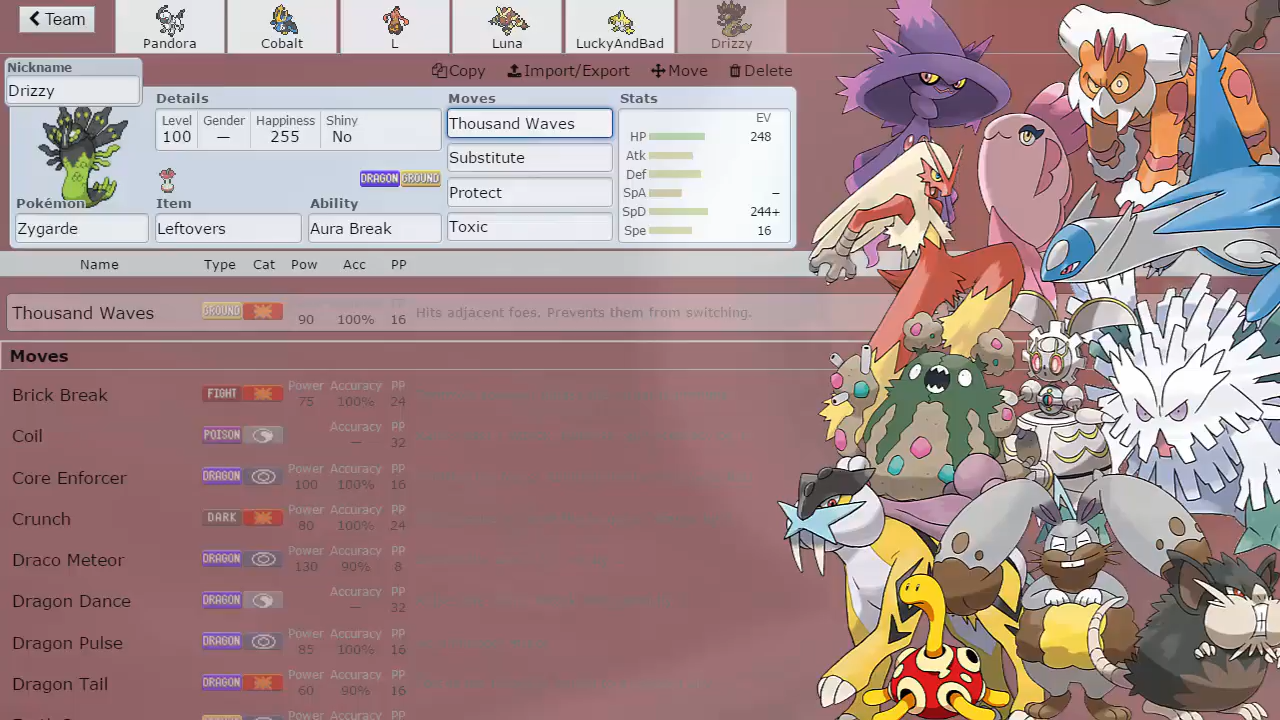 Team
Pandora
Cobalt
L
Luna
LuckyAndBad
Drizzy
Nickname
Drizzy
Copy Import/Export Move Delete
Details
Level 100
Gender —
Happiness 255
Shiny No
DRAGON GROUND
Pokémon
Zygarde
Item
Leftovers
Ability
Aura Break
Moves
Thousand Waves
Substitute
Protect
Toxic
Stats
EV
HP 248
Atk
Def
SpA –
SpD 244+
Spe 16
Name Type Cat Pow Acc PP
Thousand Waves GROUND 90 100% PP 16 Hits adjacent foes. Prevents them from switching.
Moves
Brick Break FIGHT Power 75 Accuracy 100% PP 24
Coil POISON Accuracy — PP 32
Core Enforcer DRAGON Power 100 Accuracy 100% PP 16
Crunch DARK Power 80 Accuracy 100% PP 24
Draco Meteor DRAGON Power 130 Accuracy 90% PP 8
Dragon Dance DRAGON Accuracy — PP 32
Dragon Pulse DRAGON Power 85 Accuracy 100% PP 16
Dragon Tail DRAGON Power 60 Accuracy 90% PP 16
Power Accuracy PP